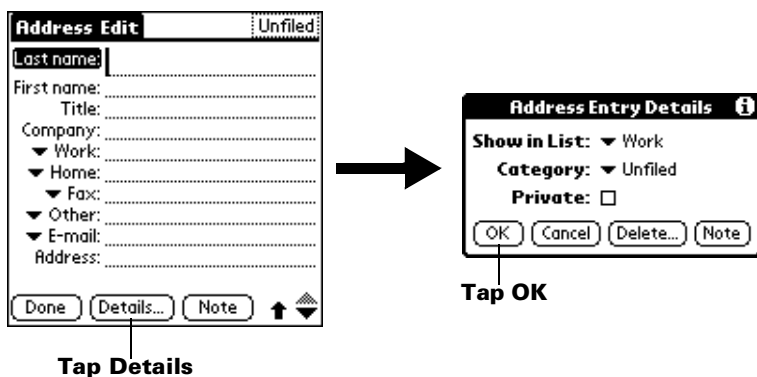 Address Edit Unfiled
Last name:
First name:
Title:
Company:
Work:
Home:
Fax:
Other:
E-mail:
Address:
Done Details... Note
Tap Details
Address Entry Details i
Show in List: Work
Category: Unfiled
Private:
OK Cancel Delete... Note
Tap OK